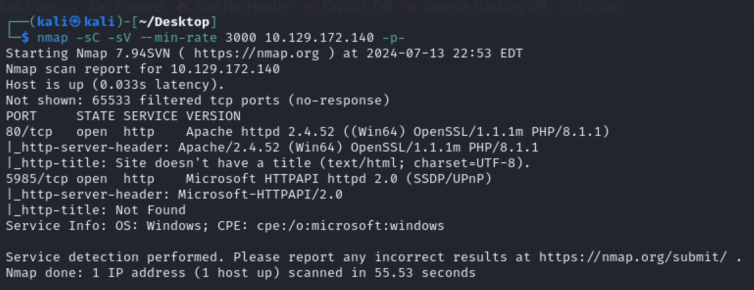 Kali Docs Kali Forums Kali NetHunter Exploit-DB Google Hacking DB OffSec
┌──(kali㉿kali)-[~/Desktop]
└─$ nmap -sC -sV --min-rate 3000 10.129.172.140 -p-
Starting Nmap 7.94SVN ( https://nmap.org ) at 2024-07-13 22:53 EDT
Nmap scan report for 10.129.172.140
Host is up (0.033s latency).
Not shown: 65533 filtered tcp ports (no-response)
PORT     STATE SERVICE VERSION
80/tcp   open  http    Apache httpd 2.4.52 ((Win64) OpenSSL/1.1.1m PHP/8.1.1)
|_http-server-header: Apache/2.4.52 (Win64) OpenSSL/1.1.1m PHP/8.1.1
|_http-title: Site doesn't have a title (text/html; charset=UTF-8).
5985/tcp open  http    Microsoft HTTPAPI httpd 2.0 (SSDP/UPnP)
|_http-server-header: Microsoft-HTTPAPI/2.0
|_http-title: Not Found
Service Info: OS: Windows; CPE: cpe:/o:microsoft:windows
Service detection performed. Please report any incorrect results at https://nmap.org/submit/ .
Nmap done: 1 IP address (1 host up) scanned in 55.53 seconds